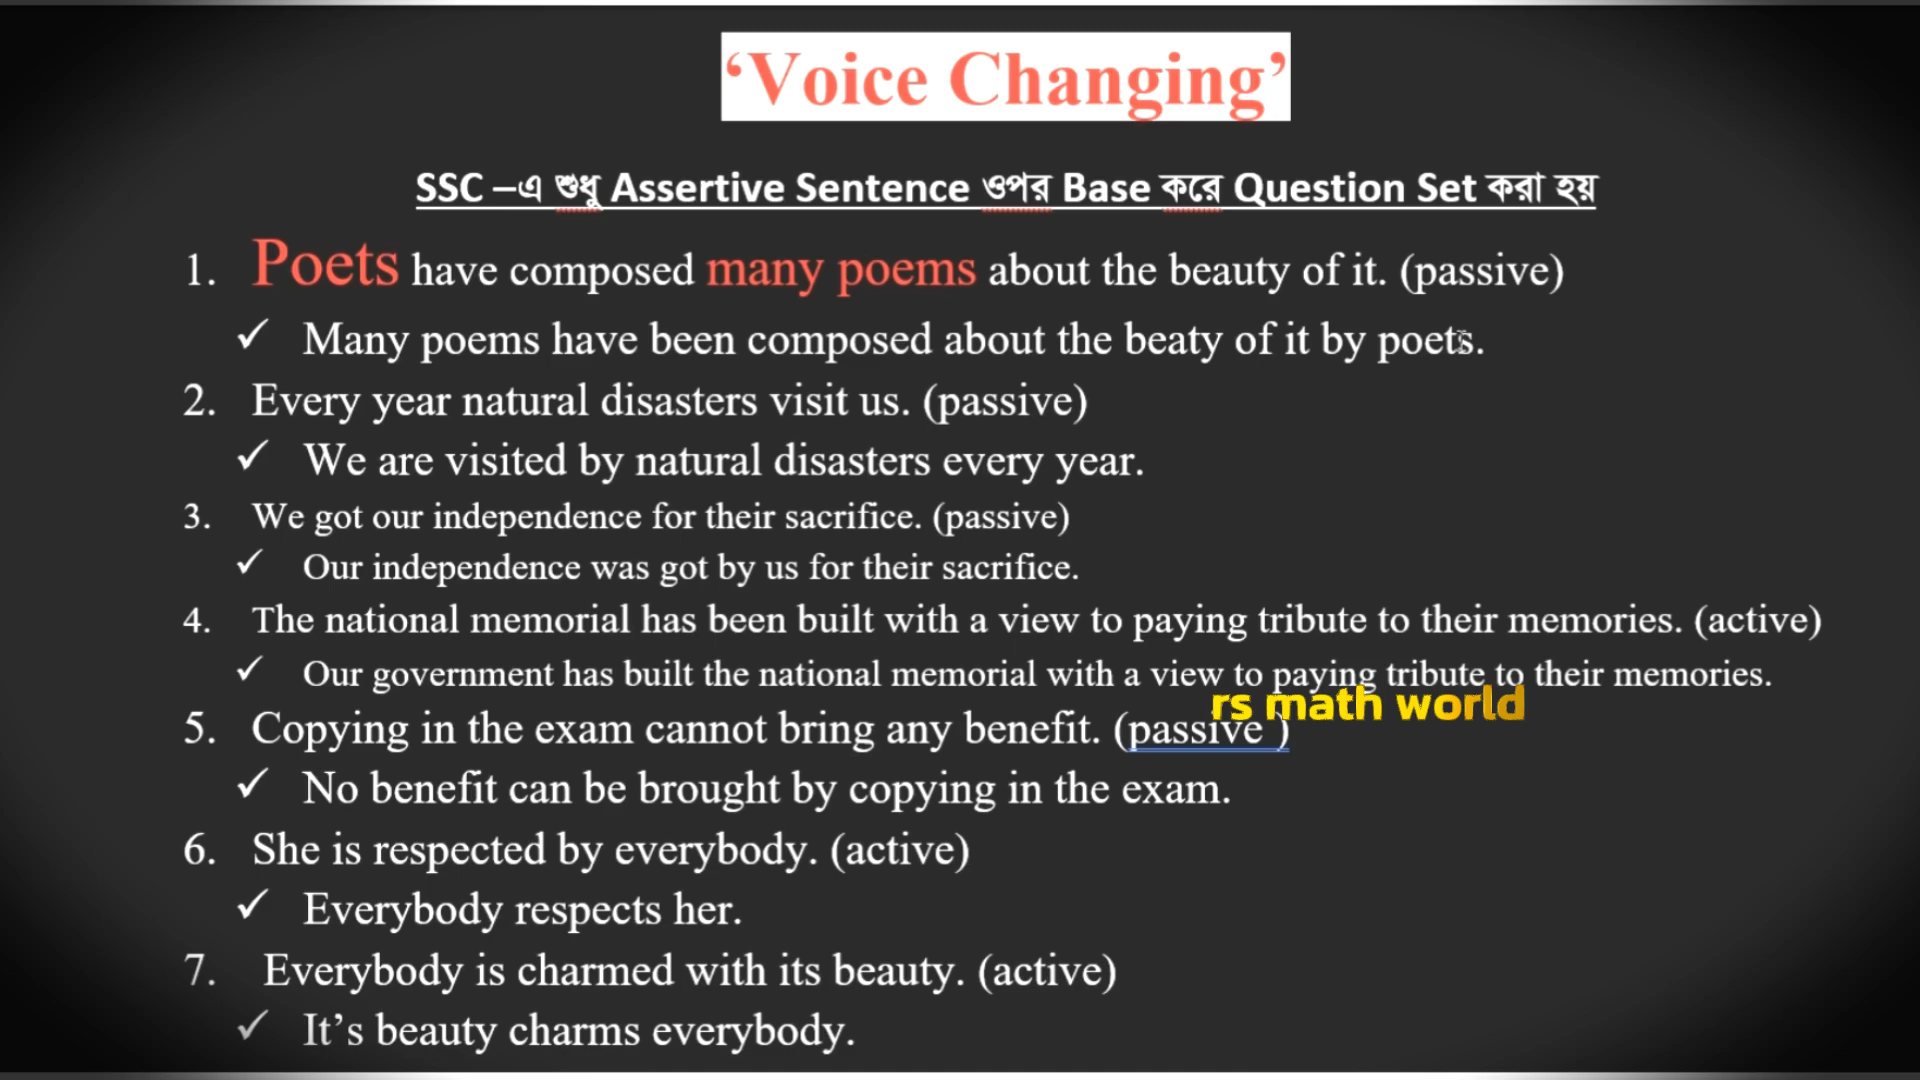 ‘Voice Changing’
SSC –এ শুধু Assertive Sentence ওপর Base করে Question Set করা হয়
1. Poets have composed many poems about the beauty of it. (passive)
✓ Many poems have been composed about the beaty of it by poets.
2. Every year natural disasters visit us. (passive)
✓ We are visited by natural disasters every year.
3. We got our independence for their sacrifice. (passive)
✓ Our independence was got by us for their sacrifice.
4. The national memorial has been built with a view to paying tribute to their memories. (active)
✓ Our government has built the national memorial with a view to paying tribute to their memories.
rs math world
5. Copying in the exam cannot bring any benefit. (passive )
✓ No benefit can be brought by copying in the exam.
6. She is respected by everybody. (active)
✓ Everybody respects her.
7. Everybody is charmed with its beauty. (active)
✓ It’s beauty charms everybody.